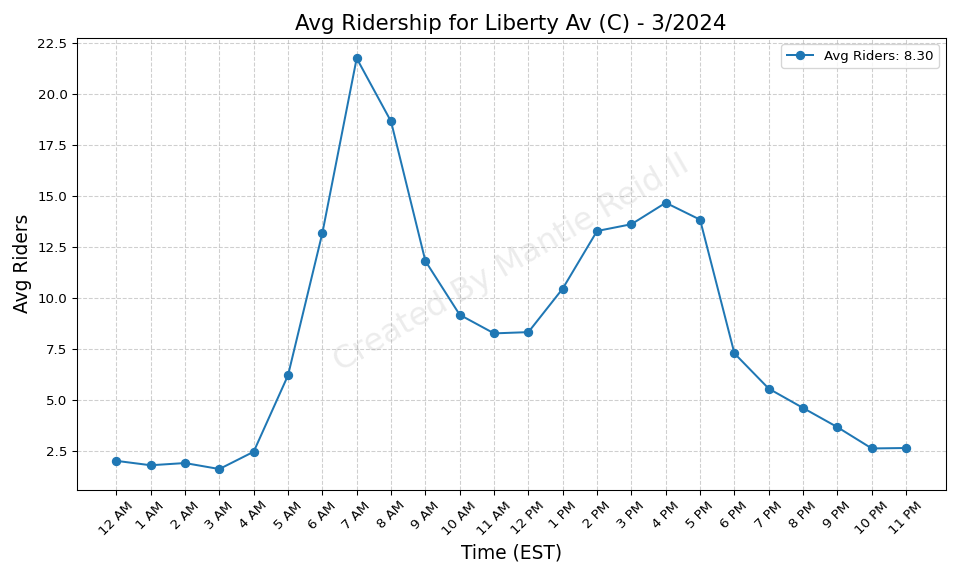 Avg Ridership for Liberty Av (C) - 3/2024
Avg Riders: 8.30
22.5
20.0
17.5
15.0
12.5
10.0
7.5
5.0
2.5
Avg Riders
Created By Mantie Reid II
12 AM
1 AM
2 AM
3 AM
4 AM
5 AM
6 AM
7 AM
8 AM
9 AM
10 AM
11 AM
12 PM
1 PM
2 PM
3 PM
4 PM
5 PM
6 PM
7 PM
8 PM
9 PM
10 PM
11 PM
Time (EST)